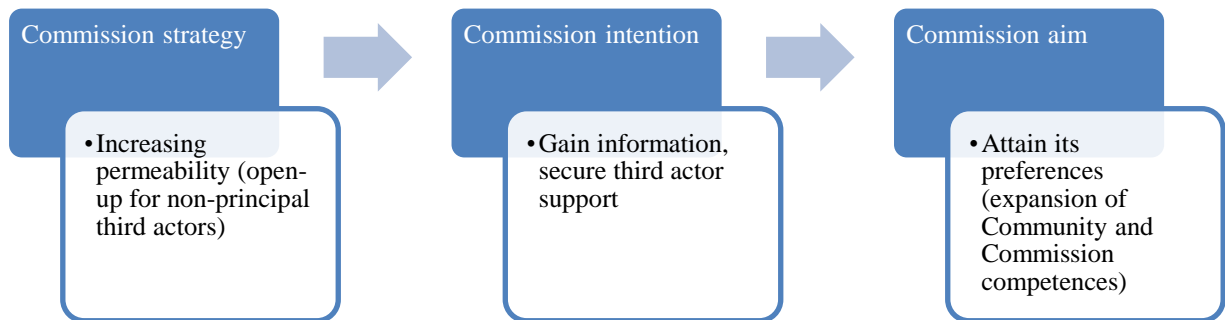 Commission strategy
•Increasing
permeability (open-
up for non-principal
third actors)
Commission intention
•Gain information,
secure third actor
support
Commission aim
•Attain its
preferences
(expansion of
Community and
Commission
competences)